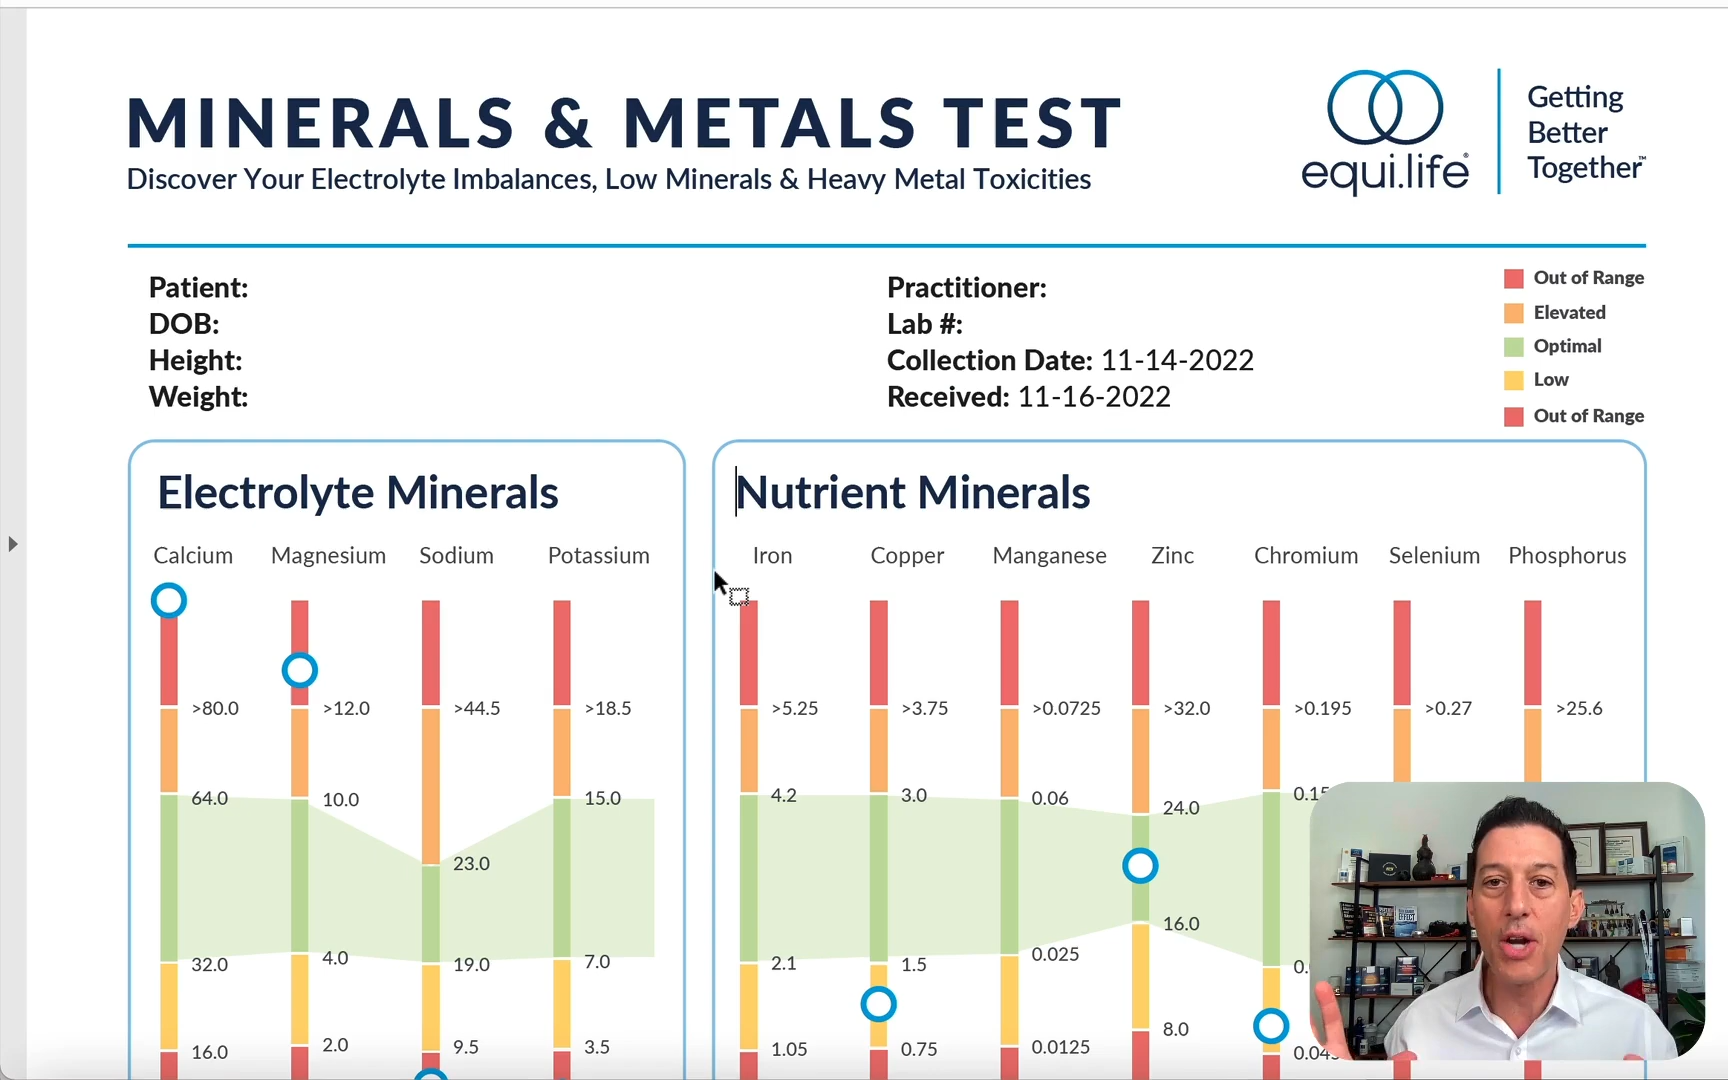 MINERALS & METALS TEST
Discover Your Electrolyte Imbalances, Low Minerals & Heavy Metal Toxicities
equi.life®
Getting
Better
Together™
Patient:
DOB:
Height:
Weight:
Practitioner:
Lab #:
Collection Date: 11-14-2022
Received: 11-16-2022
Out of Range
Elevated
Optimal
Low
Out of Range
Electrolyte Minerals
Calcium Magnesium Sodium Potassium
>80.0 >12.0 >44.5 >18.5
64.0 10.0 15.0
23.0
32.0 4.0 19.0 7.0
16.0 2.0 9.5 3.5
Nutrient Minerals
Iron Copper Manganese Zinc Chromium Selenium Phosphorus
>5.25 >3.75 >0.0725 >32.0 >0.195 >0.27 >25.6
4.2 3.0 0.06 24.0
16.0
2.1 1.5 0.025
1.05 0.75 0.0125 8.0